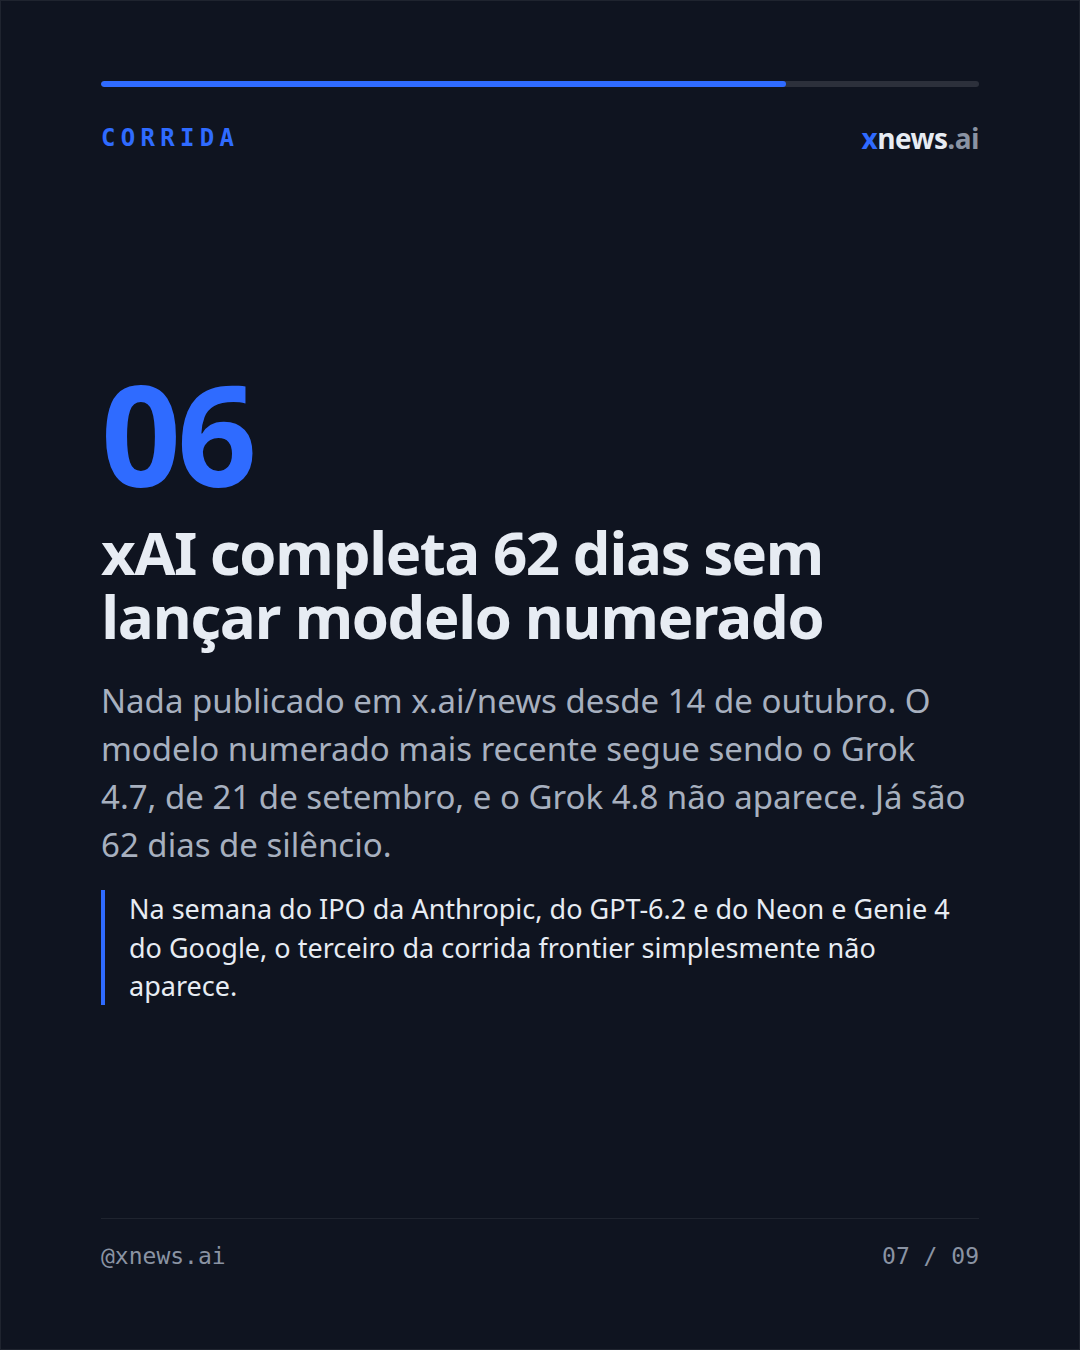 CORRIDA
xnews.ai
06
xAI completa 62 dias sem
lançar modelo numerado
Nada publicado em x.ai/news desde 14 de outubro. O
modelo numerado mais recente segue sendo o Grok
4.7, de 21 de setembro, e o Grok 4.8 não aparece. Já são
62 dias de silêncio.
Na semana do IPO da Anthropic, do GPT-6.2 e do Neon e Genie 4
do Google, o terceiro da corrida frontier simplesmente não
aparece.
@xnews.ai
07 / 09